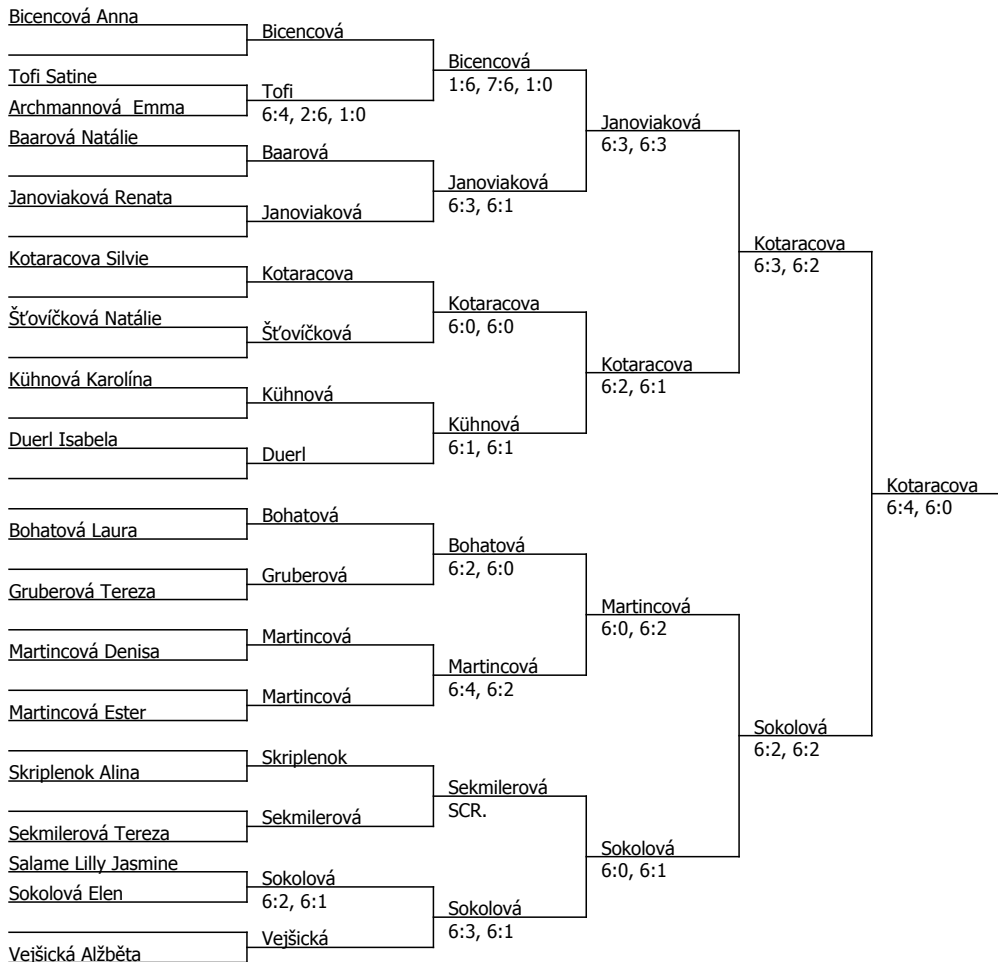 Bicencová Anna
Bicencová
Bicencová
1:6, 7:6, 1:0
Tofi Satine
Tofi
6:4, 2:6, 1:0
Archmannová  Emma
Janoviaková
6:3, 6:3
Baarová Natálie
Baarová
Janoviaková
6:3, 6:1
Janoviaková Renata
Janoviaková
Kotaracova
6:3, 6:2
Kotaracova Silvie
Kotaracova
Kotaracova
6:0, 6:0
Šťovíčková Natálie
Šťovíčková
Kotaracova
6:2, 6:1
Kühnová Karolína
Kühnová
Kühnová
6:1, 6:1
Duerl Isabela
Duerl
Kotaracova
6:4, 6:0
Bohatová
Bohatová Laura
Bohatová
6:2, 6:0
Gruberová
Gruberová Tereza
Martincová
6:0, 6:2
Martincová
Martincová Denisa
Martincová
6:4, 6:2
Martincová
Martincová Ester
Sokolová
6:2, 6:2
Skriplenok
Skriplenok Alina
Sekmilerová
SCR.
Sekmilerová
Sekmilerová Tereza
Sokolová
6:0, 6:1
Salame Lilly Jasmine
Sokolová
6:2, 6:1
Sokolová Elen
Sokolová
6:3, 6:1
Vejšická
Vejšická Alžběta